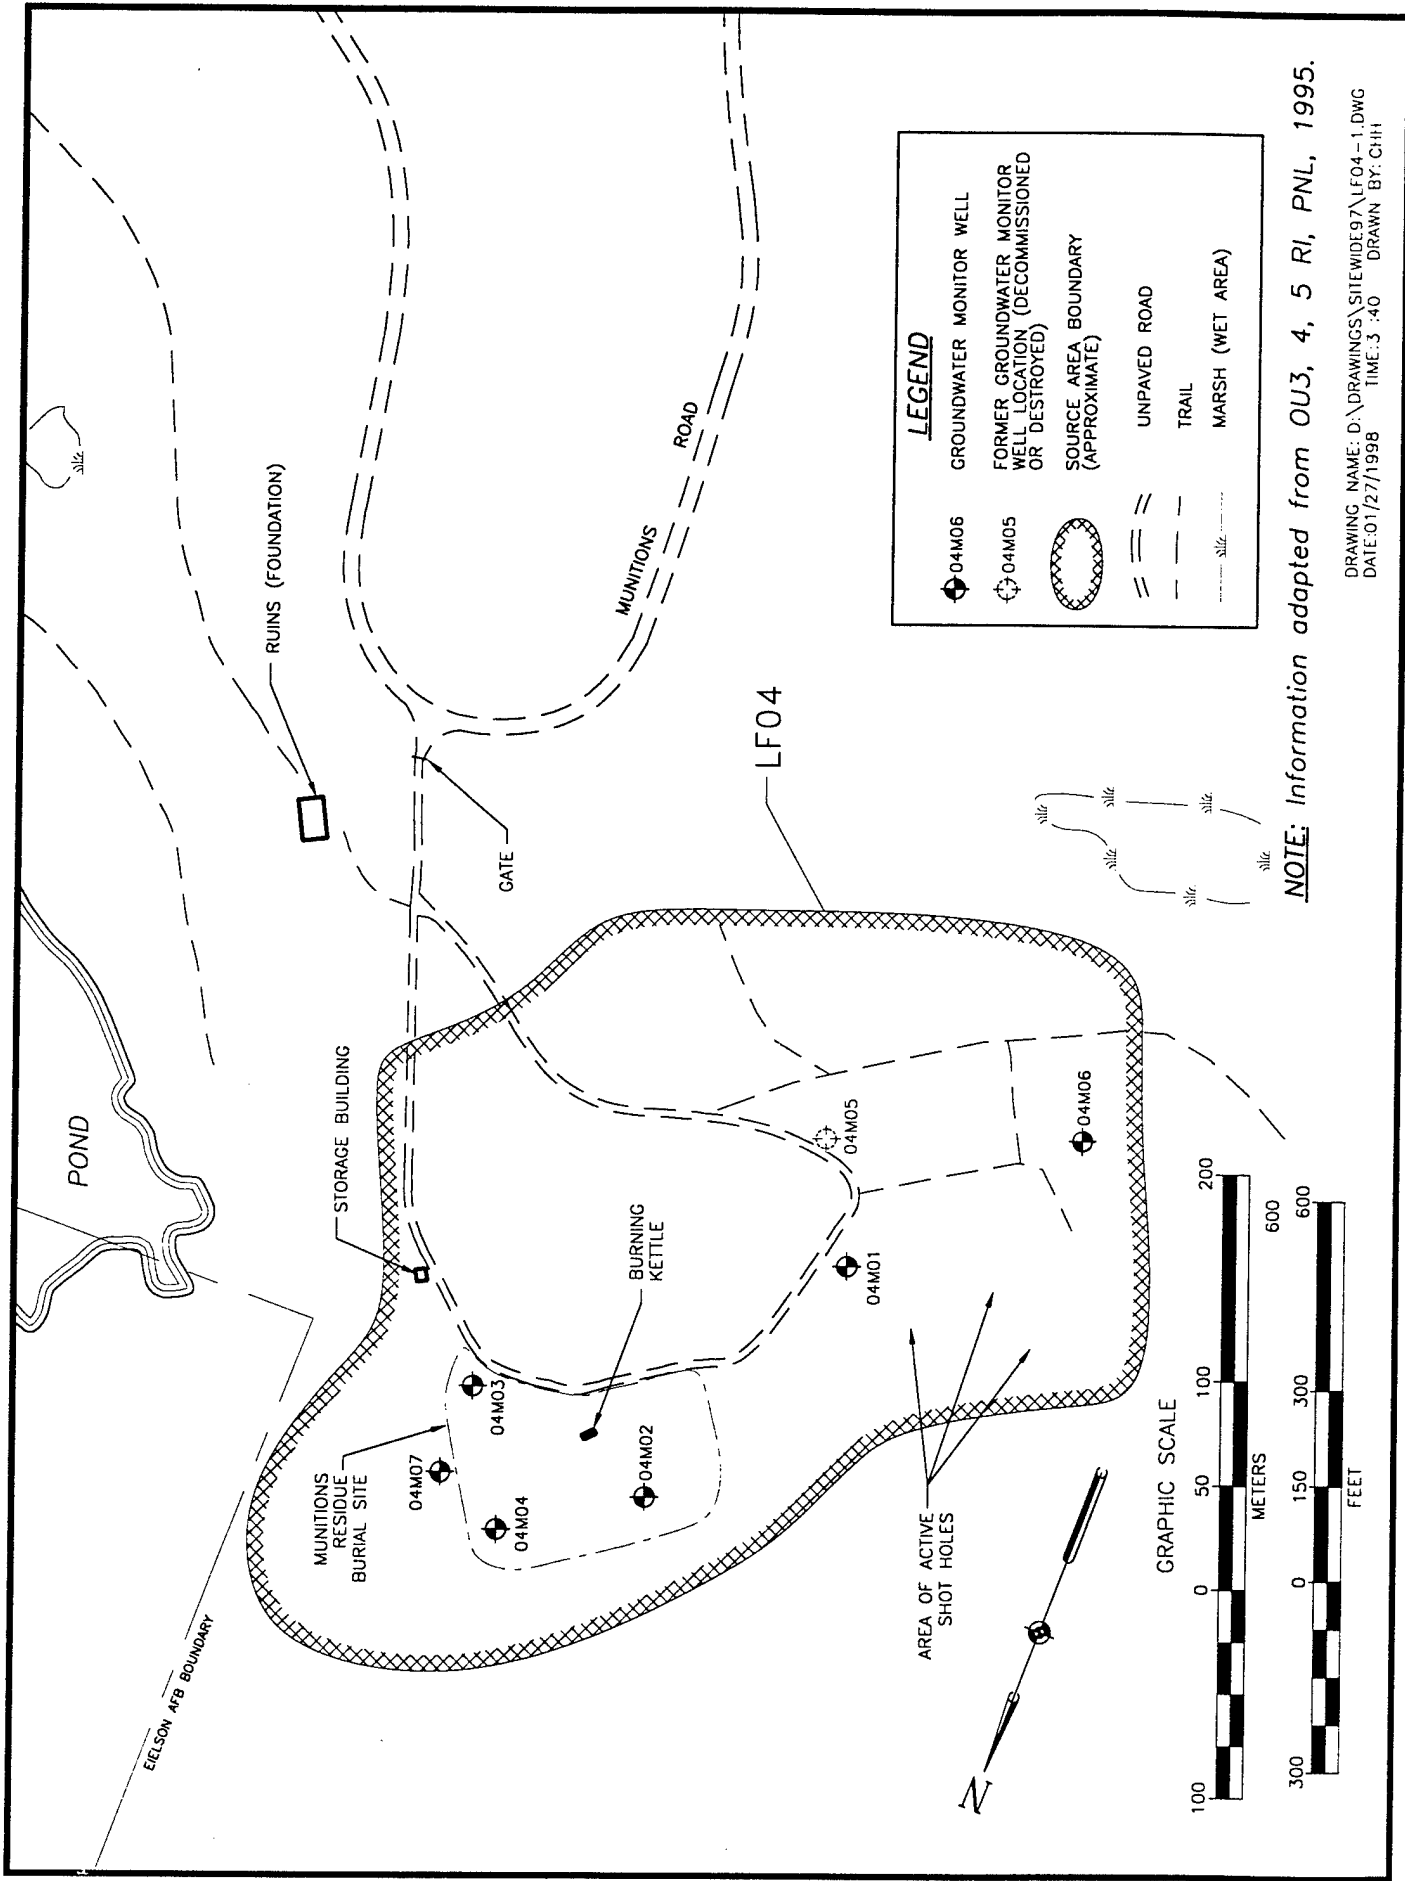 EIELSON AFB BOUNDARY
POND
RUINS (FOUNDATION)
STORAGE BUILDING
MUNITIONS
RESIDUE
BURIAL SITE
04M07
04M03
04M04
04M02
BURNING
KETTLE
GATE
MUNITIONS
ROAD
LF04
04M05
04M01
04M06
AREA OF ACTIVE
SHOT HOLES
N
GRAPHIC SCALE
100 0 50 100 200
METERS
600
300 0 150 300 600
FEET
LEGEND
04M06 GROUNDWATER MONITOR WELL
04M05 FORMER GROUNDWATER MONITOR
WELL LOCATION (DECOMMISSIONED
OR DESTROYED)
SOURCE AREA BOUNDARY
(APPROXIMATE)
UNPAVED ROAD
TRAIL
MARSH (WET AREA)
NOTE: Information adapted from OU3, 4, 5 RI, PNL, 1995.
DRAWING NAME: D:\DRAWINGS\SITEWIDE97\LF04-1.DWG
DATE:01/27/1998 TIME:3 :40 DRAWN BY: CHH